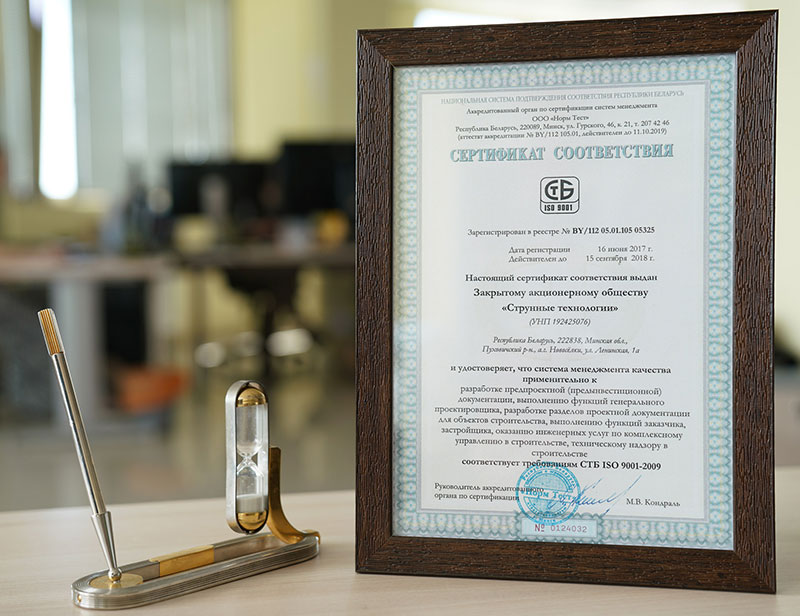 НАЦИОНАЛЬНАЯ СИСТЕМА ПОДТВЕРЖДЕНИЯ СООТВЕТСТВИЯ РЕСПУБЛИКИ БЕЛАРУСЬ
Аккредитованный орган по сертификации систем менеджмента
ООО «Норм Тест»
Республика Беларусь, 220089, Минск, ул. Гурского, 46, к. 21, т. 207 42 46
(аттестат аккредитации № BY/112 105.01, действителен до 11.10.2019)
СЕРТИФИКАТ СООТВЕТСТВИЯ
СТБ
ISO 9001
Зарегистрирован в реестре № BY/112 05.01.105 05325
Дата регистрации 16 июня 2017 г.
Действителен до 15 сентября 2018 г.
Настоящий сертификат соответствия выдан
Закрытому акционерному обществу
«Струнные технологии»
(УНП 192425076)
Республика Беларусь, 222838, Минская обл.,
Пуховичский р-н, а.г. Новосёлки, ул. Ленинская, 1а
и удостоверяет, что система менеджмента качества
применительно к
разработке предпроектной (предынвестиционной)
документации, выполнению функций генерального
проектировщика, разработке разделов проектной документации
для объектов строительства, выполнению функций заказчика,
застройщика, оказанию инженерных услуг по комплексному
управлению в строительстве, техническому надзору в
строительстве
соответствует требованиям СТБ ISO 9001-2009
Руководитель аккредитованного
органа по сертификации М.В. Кондраль
Норм Тест
№ 0124032